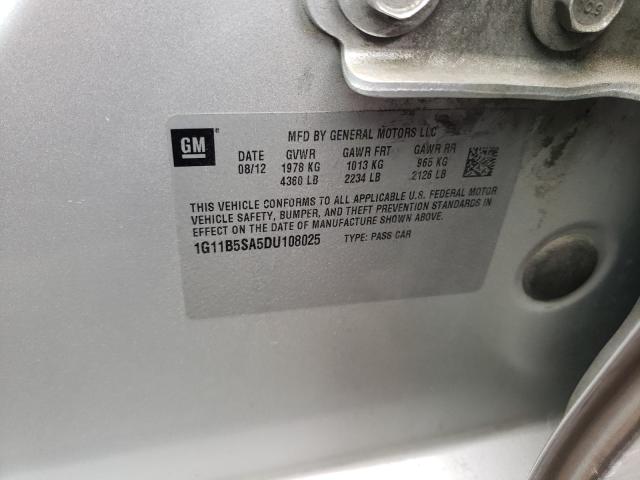 GM
MFD BY GENERAL MOTORS LLC
DATE GVWR GAWR FRT GAWR RR
08/12 1978 KG 1013 KG 965 KG
4360 LB 2234 LB 2126 LB
THIS VEHICLE CONFORMS TO ALL APPLICABLE U.S. FEDERAL MOTOR
VEHICLE SAFETY, BUMPER, AND THEFT PREVENTION STANDARDS IN
EFFECT ON THE DATE OF MANUFACTURE SHOWN ABOVE.
1G11B5SA5DU108025 TYPE: PASS CAR